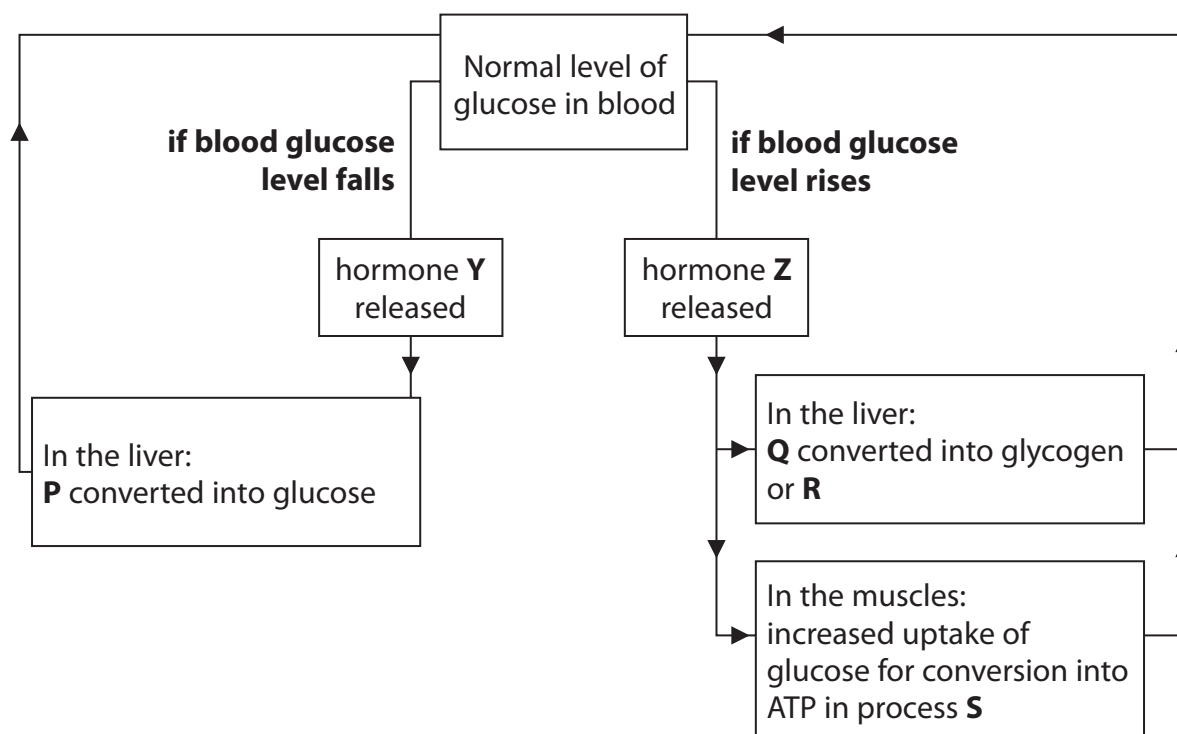 Normal level of
glucose in blood
if blood glucose
level falls
if blood glucose
level rises
hormone Y
released
hormone Z
released
In the liver:
P converted into glucose
In the liver:
Q converted into glycogen
or R
In the muscles:
increased uptake of
glucose for conversion into
ATP in process S